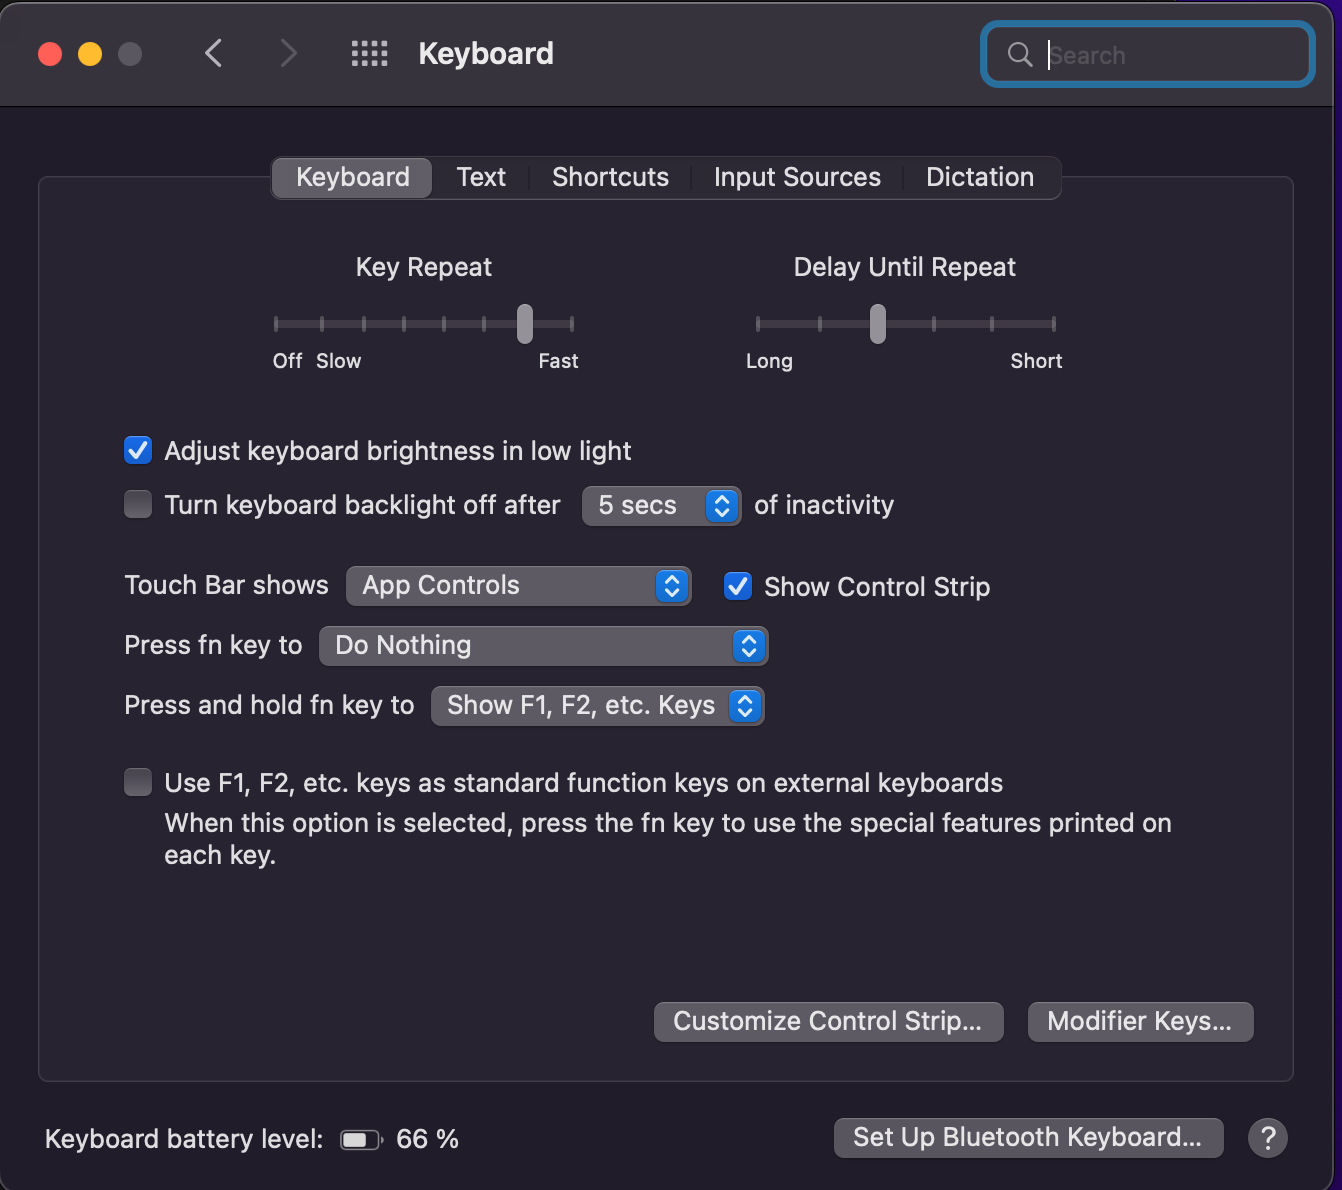 Keyboard
Search
Keyboard Text Shortcuts Input Sources Dictation
Key Repeat Delay Until Repeat
Off Slow Fast Long Short
Adjust keyboard brightness in low light
Turn keyboard backlight off after 5 secs of inactivity
Touch Bar shows App Controls Show Control Strip
Press fn key to Do Nothing
Press and hold fn key to Show F1, F2, etc. Keys
Use F1, F2, etc. keys as standard function keys on external keyboards
When this option is selected, press the fn key to use the special features printed on
each key.
Customize Control Strip... Modifier Keys...
Keyboard battery level: 66 % Set Up Bluetooth Keyboard... ?